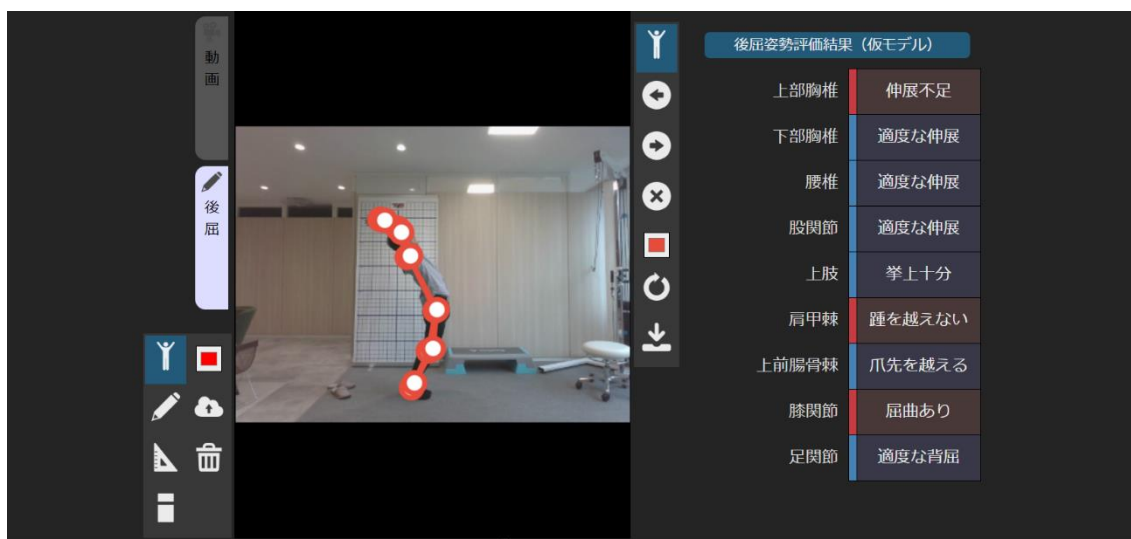 動画
後屈
後屈姿勢評価結果（仮モデル）
上部胸椎 伸展不足
下部胸椎 適度な伸展
腰椎 適度な伸展
股関節 適度な伸展
上肢 挙上十分
肩甲棘 踵を越えない
上前腸骨棘 爪先を越える
膝関節 屈曲あり
足関節 適度な背屈